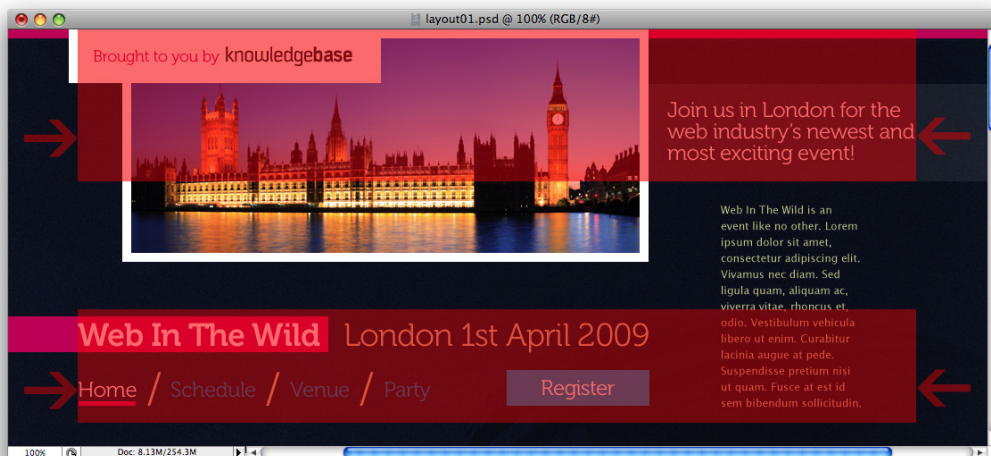 layout01.psd @ 100% (RGB/8#)
Brought to you by knowledgebase
Join us in London for the
web industry's newest and
most exciting event!
Web In The Wild is an
event like no other. Lorem
ipsum dolor sit amet,
consectetur adipiscing elit.
Vivamus nec diam. Sed
ligula quam, aliquam ac,
viverra vitae, rhoncus et,
odio. Vestibulum vehicula
libero ut enim. Curabitur
lacinia augue at pede.
Suspendisse pretium nisi
ut quam. Fusce at est id
sem bibendum sollicitudin.
Web In The Wild London 1st April 2009
Home / Schedule / Venue / Party
Register
100% Doc: 8.13M/254.3M